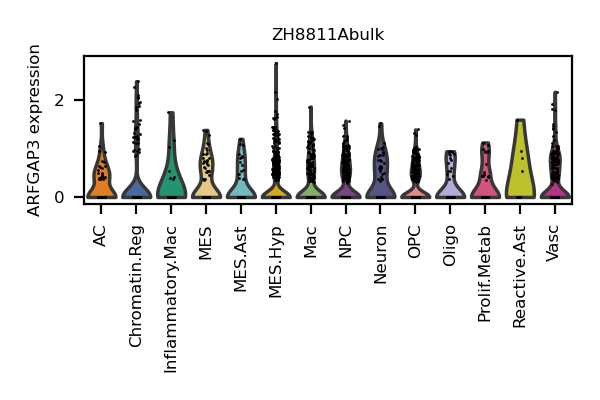 ZH8811Abulk
ARFGAP3 expression
2
0
AC
Chromatin.Reg
Inflammatory.Mac
MES
MES.Ast
MES.Hyp
Mac
NPC
Neuron
OPC
Oligo
Prolif.Metab
Reactive.Ast
Vasc